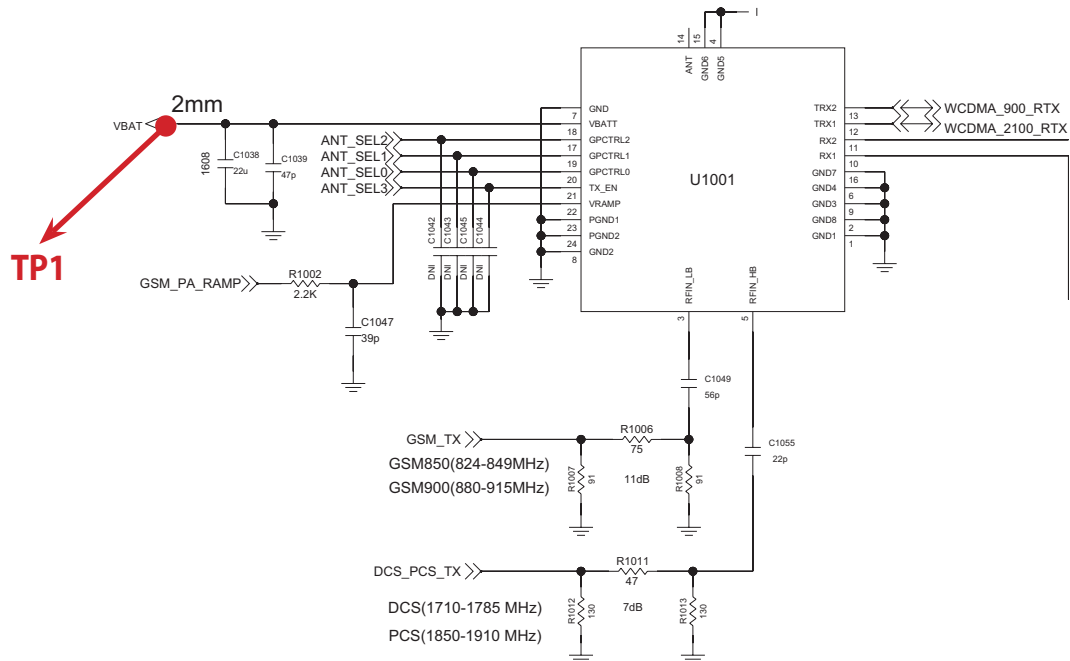 I
14
15
4
ANT
GND6
GND5
2mm
VBAT
TP1
1608
C1038
22u
C1039
47p
ANT_SEL2
ANT_SEL1
ANT_SEL0
ANT_SEL3
GSM_PA_RAMP
R1002
2.2K
C1047
39p
C1042
C1043
C1045
C1044
DNI
DNI
DNI
DNI
7
18
17
19
20
21
22
23
24
8
GND
VBATT
GPCTRL2
GPCTRL1
GPCTRL0
TX_EN
VRAMP
PGND1
PGND2
GND2
U1001
TRX2
TRX1
RX2
RX1
GND7
GND4
GND3
GND8
GND1
13
12
11
10
16
6
9
2
1
WCDMA_900_RTX
WCDMA_2100_RTX
RFIN_LB
RFIN_HB
3
5
C1049
56p
C1055
22p
GSM_TX
R1006
75
GSM850(824-849MHz)
GSM900(880-915MHz)
R1007
91
11dB
R1008
91
DCS_PCS_TX
R1011
47
DCS(1710-1785 MHz)
PCS(1850-1910 MHz)
R1012
130
7dB
R1013
130